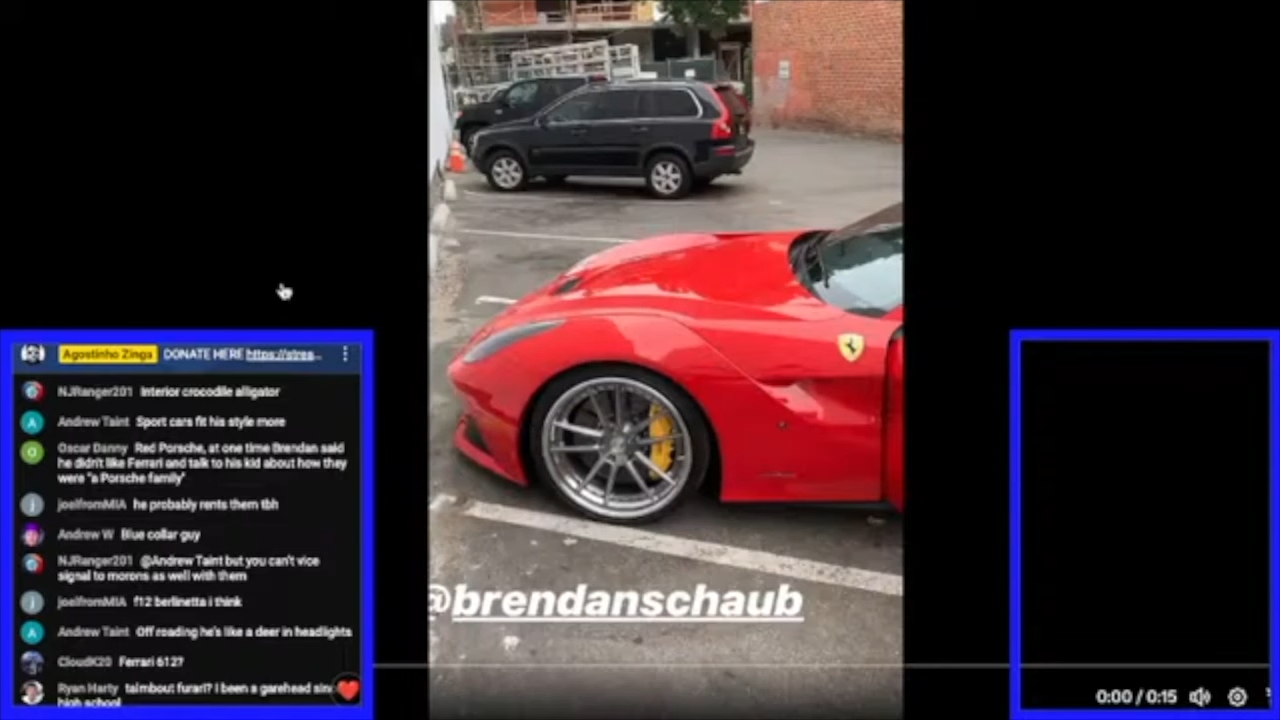 Agostinho Zinga DONATE HERE https://strea...
NJRanger201 Interior crocodile alligator
Andrew Taint Sport cars fit his style more
Oscar Danny Red Porsche, at one time Brendan said
he didn't like Ferrari and talk to his kid about how they
were "a Porsche family"
joelfromMIA he probably rents them tbh
Andrew W Blue collar guy
NJRanger201 @Andrew Taint but you can't vice
signal to morons as well with them
joelfromMIA f12 berlinetta i think
Andrew Taint Off roading he's like a deer in headlights
CloudK20 Ferrari 612?
Ryan Harty talmbout furari? I been a garehead
high school
@brendanschaub
0:00 / 0:15